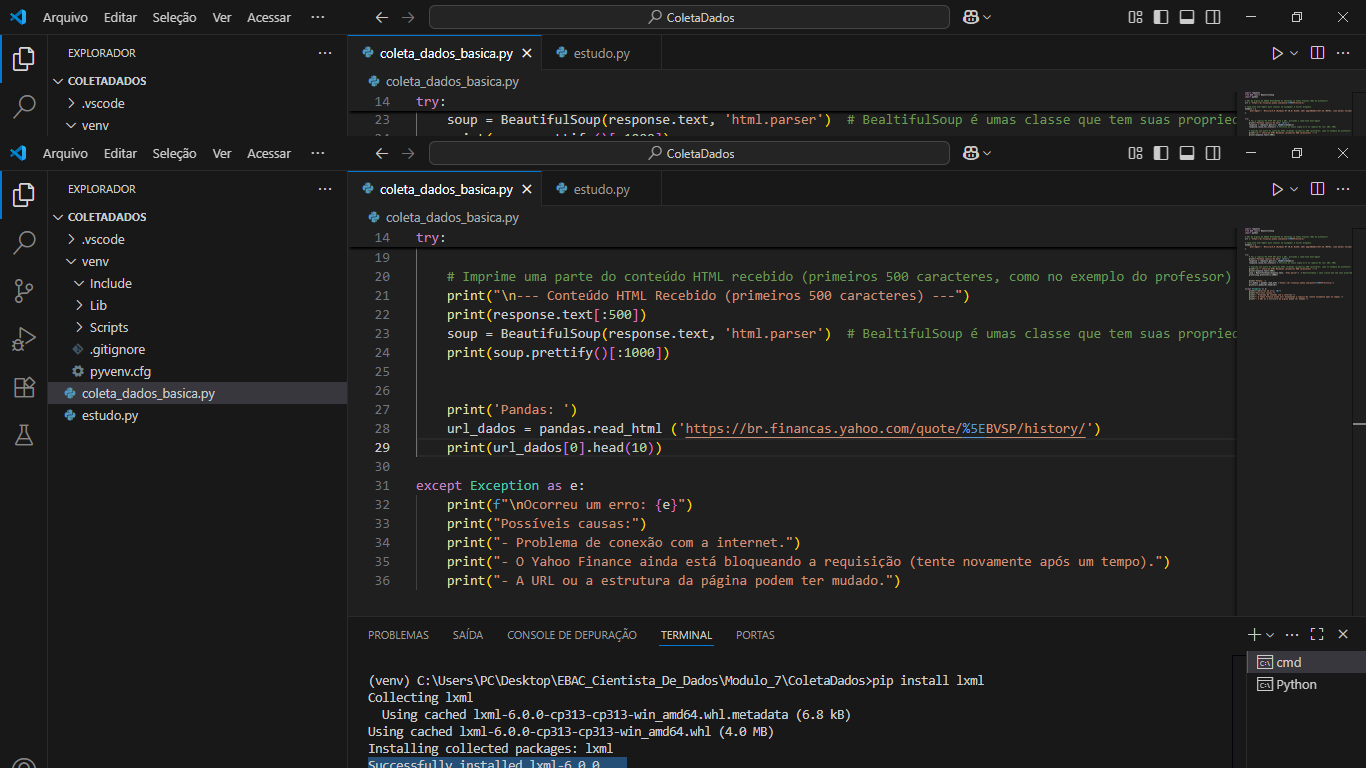 Arquivo Editar Seleção Ver Acessar ··· ColetaDados
EXPLORADOR ··· coleta_dados_basica.py estudo.py
COLETADADOS coleta_dados_basica.py
.vscode 14 try:
venv 23 soup = BeautifulSoup(response.text, 'html.parser') # BealtifulSoup é umas classe que tem suas propried
Arquivo Editar Seleção Ver Acessar ··· ColetaDados
EXPLORADOR ···
COLETADADOS
.vscode
venv
Include
Lib
Scripts
.gitignore
pyvenv.cfg
coleta_dados_basica.py
estudo.py
coleta_dados_basica.py estudo.py
coleta_dados_basica.py
14 try:
19
20 # Imprime uma parte do conteúdo HTML recebido (primeiros 500 caracteres, como no exemplo do professor)
21 print("\n--- Conteúdo HTML Recebido (primeiros 500 caracteres) ---")
22 print(response.text[:500])
23 soup = BeautifulSoup(response.text, 'html.parser') # BealtifulSoup é umas classe que tem suas propried
24 print(soup.prettify()[:1000])
25
26
27 print('Pandas: ')
28 url_dados = pandas.read_html ('https://br.financas.yahoo.com/quote/%5EBVSP/history/')
29 print(url_dados[0].head(10))
30
31 except Exception as e:
32 print(f"\nOcorreu um erro: {e}")
33 print("Possíveis causas:")
34 print("- Problema de conexão com a internet.")
35 print("- O Yahoo Finance ainda está bloqueando a requisição (tente novamente após um tempo).")
36 print("- A URL ou a estrutura da página podem ter mudado.")
PROBLEMAS SAÍDA CONSOLE DE DEPURAÇÃO TERMINAL PORTAS
(venv) C:\Users\PC\Desktop\EBAC_Cientista_De_Dados\Modulo_7\ColetaDados>pip install lxml
Collecting lxml
Using cached lxml-6.0.0-cp313-cp313-win_amd64.whl.metadata (6.8 kB)
Using cached lxml-6.0.0-cp313-cp313-win_amd64.whl (4.0 MB)
Installing collected packages: lxml
Successfully installed lxml-6.0.0
cmd
Python